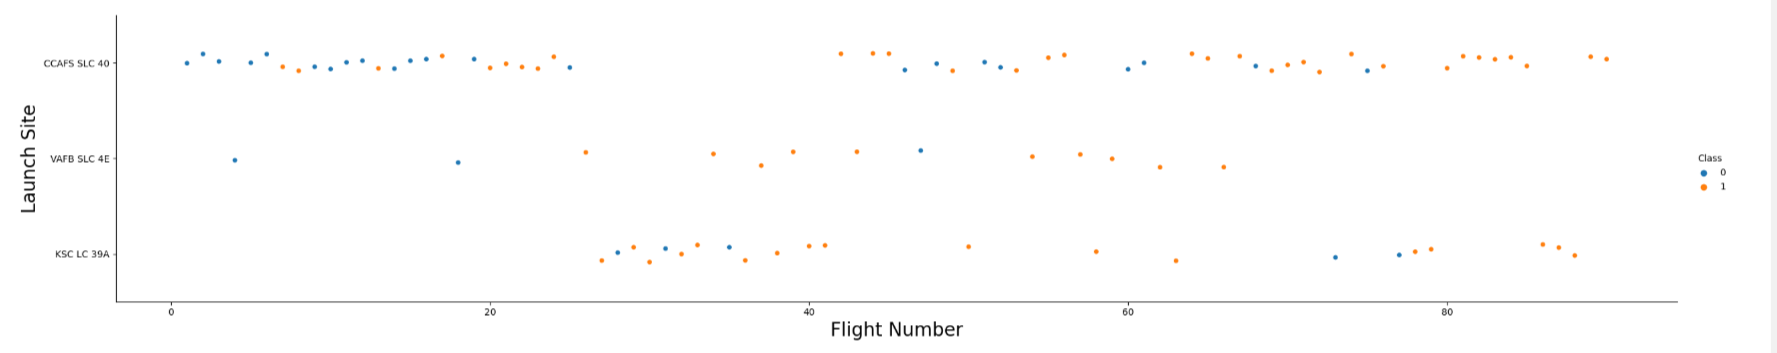 Launch Site
CCAFS SLC 40
VAFB SLC 4E
KSC LC 39A
0 20 40 60 80
Flight Number
Class
0
1